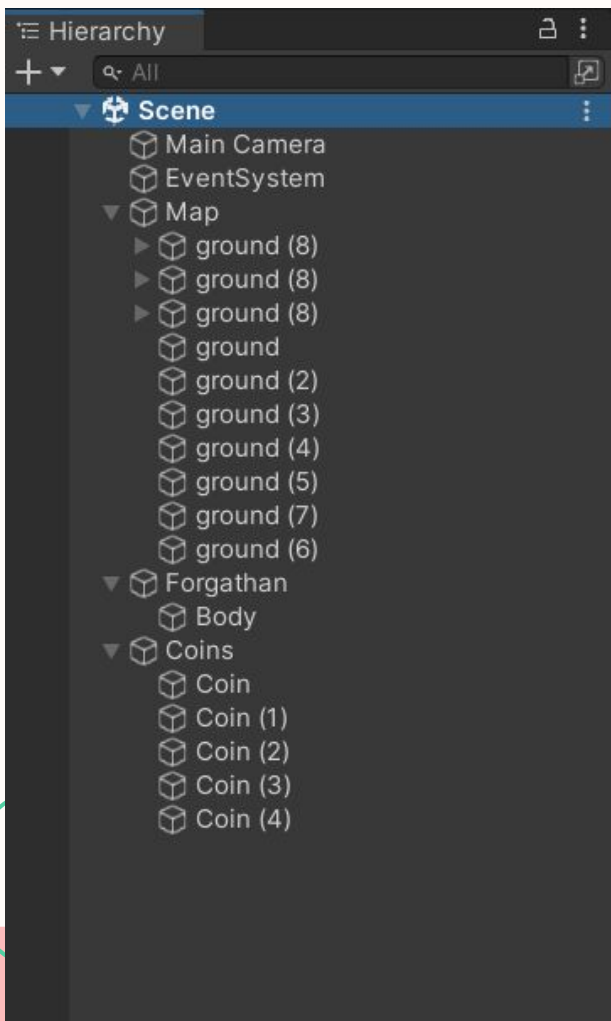 Hierarchy
All
Scene
Main Camera
EventSystem
Map
ground (8)
ground (8)
ground (8)
ground
ground (2)
ground (3)
ground (4)
ground (5)
ground (7)
ground (6)
Forgathan
Body
Coins
Coin
Coin (1)
Coin (2)
Coin (3)
Coin (4)